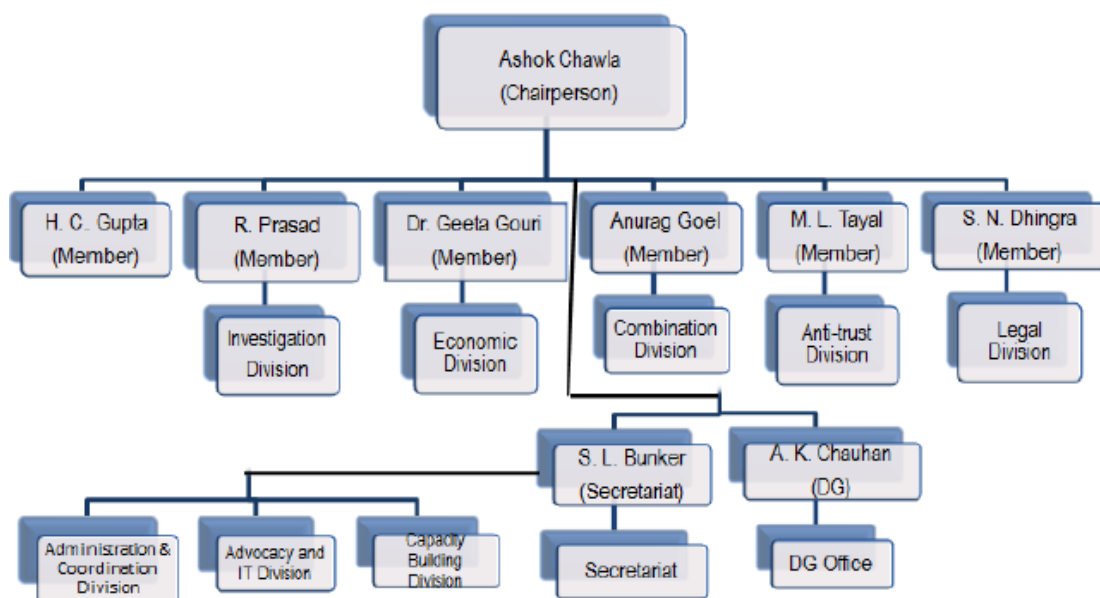 Ashok Chawla
(Chairperson)
H. C. Gupta
(Member)
R. Prasad
(Member)
Dr. Geeta Gouri
(Member)
Anurag Goel
(Member)
M. L. Tayal
(Member)
S. N. Dhingra
(Member)
Investigation
Division
Economic
Division
Combination
Division
Anti-trust
Division
Legal
Division
S. L. Bunker
(Secretariat)
A. K. Chauhan
(DG)
Administration &
Coordination
Division
Advocacy and
IT Division
Capacity
Building
Division
Secretariat
DG Office